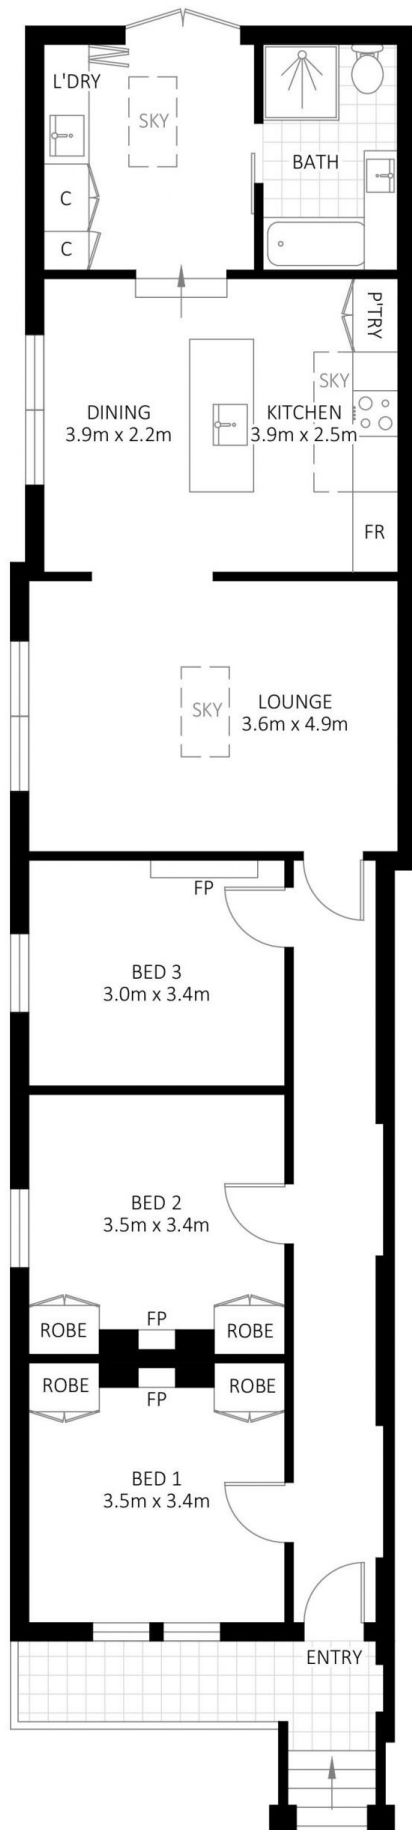 L'DRY
SKY
BATH
C
C
P'TRY
SKY
DINING
3.9m x 2.2m
KITCHEN
3.9m x 2.5m
FR
LOUNGE
3.6m x 4.9m
SKY
FP
BED 3
3.0m x 3.4m
BED 2
3.5m x 3.4m
ROBE
FP
ROBE
ROBE
FP
ROBE
BED 1
3.5m x 3.4m
ENTRY